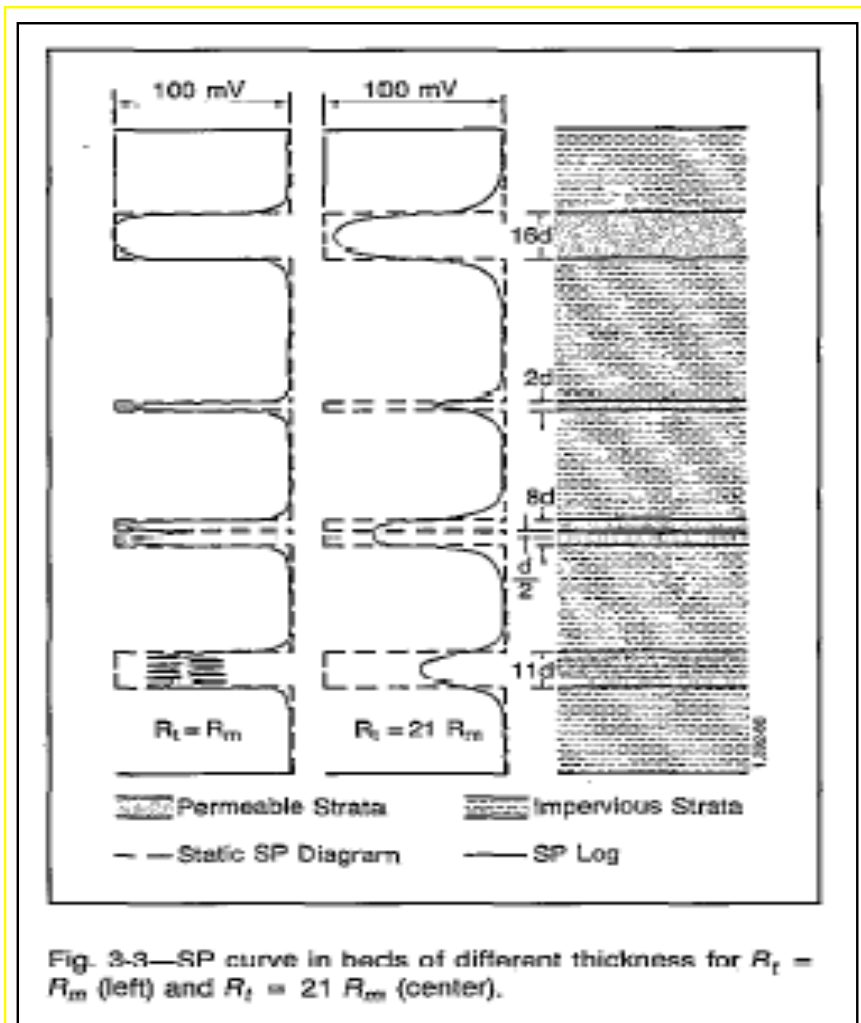 100 mV 100 mV
16d
2d
8d
d
2
11d
Rt = Rm Rt = 21 Rm
Permeable Strata Impervious Strata
Static SP Diagram SP Log
Fig. 3-3—SP curve in beds of different thickness for Rt =
Rm (left) and Rt = 21 Rm (center).